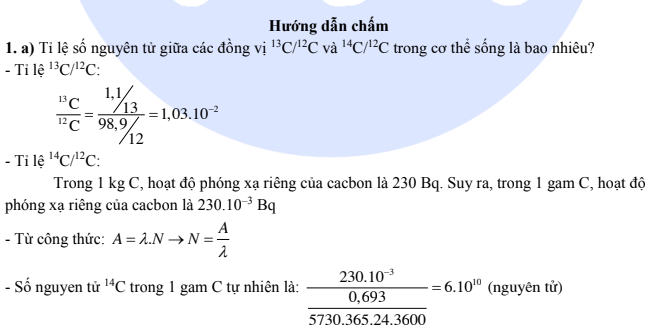 Hướng dẫn chấm
1. a) Tỉ lệ số nguyên tử giữa các đồng vị ¹³C/¹²C và ¹⁴C/¹²C trong cơ thể sống là bao nhiêu?
- Tỉ lệ ¹³C/¹²C:
¹³C/¹²C = (1,1/13)/(98,9/12) = 1,03.10⁻²
- Tỉ lệ ¹⁴C/¹²C:
Trong 1 kg C, hoạt độ phóng xạ riêng của cacbon là 230 Bq. Suy ra, trong 1 gam C, hoạt độ
phóng xạ riêng của cacbon là 230.10⁻³ Bq
- Từ công thức: A = λ.N → N = A/λ
- Số nguyen tử ¹⁴C trong 1 gam C tự nhiên là: 230.10⁻³/(0,693/5730.365.24.3600) = 6.10¹⁰ (nguyên tử)